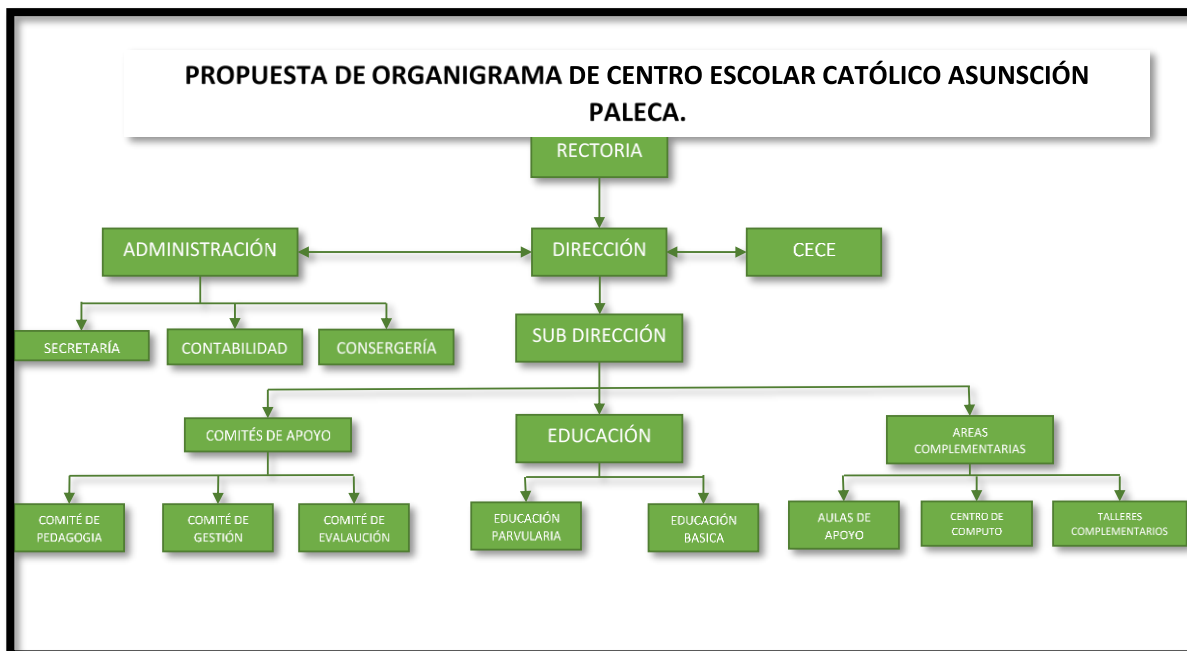 PROPUESTA DE ORGANIGRAMA DE CENTRO ESCOLAR CATÓLICO ASUNSCIÓN
PALECA.
RECTORIA
ADMINISTRACIÓN
DIRECCIÓN
CECE
SECRETARÍA
CONTABILIDAD
CONSERGERÍA
SUB DIRECCIÓN
COMITÉS DE APOYO
EDUCACIÓN
AREAS
COMPLEMENTARIAS
COMITÉ DE
PEDAGOGIA
COMITÉ DE
GESTIÓN
COMITÉ DE
EVALAUCIÓN
EDUCACIÓN
PARVULARIA
EDUCACIÓN
BASICA
AULAS DE
APOYO
CENTRO DE
COMPUTO
TALLERES
COMPLEMENTARIOS